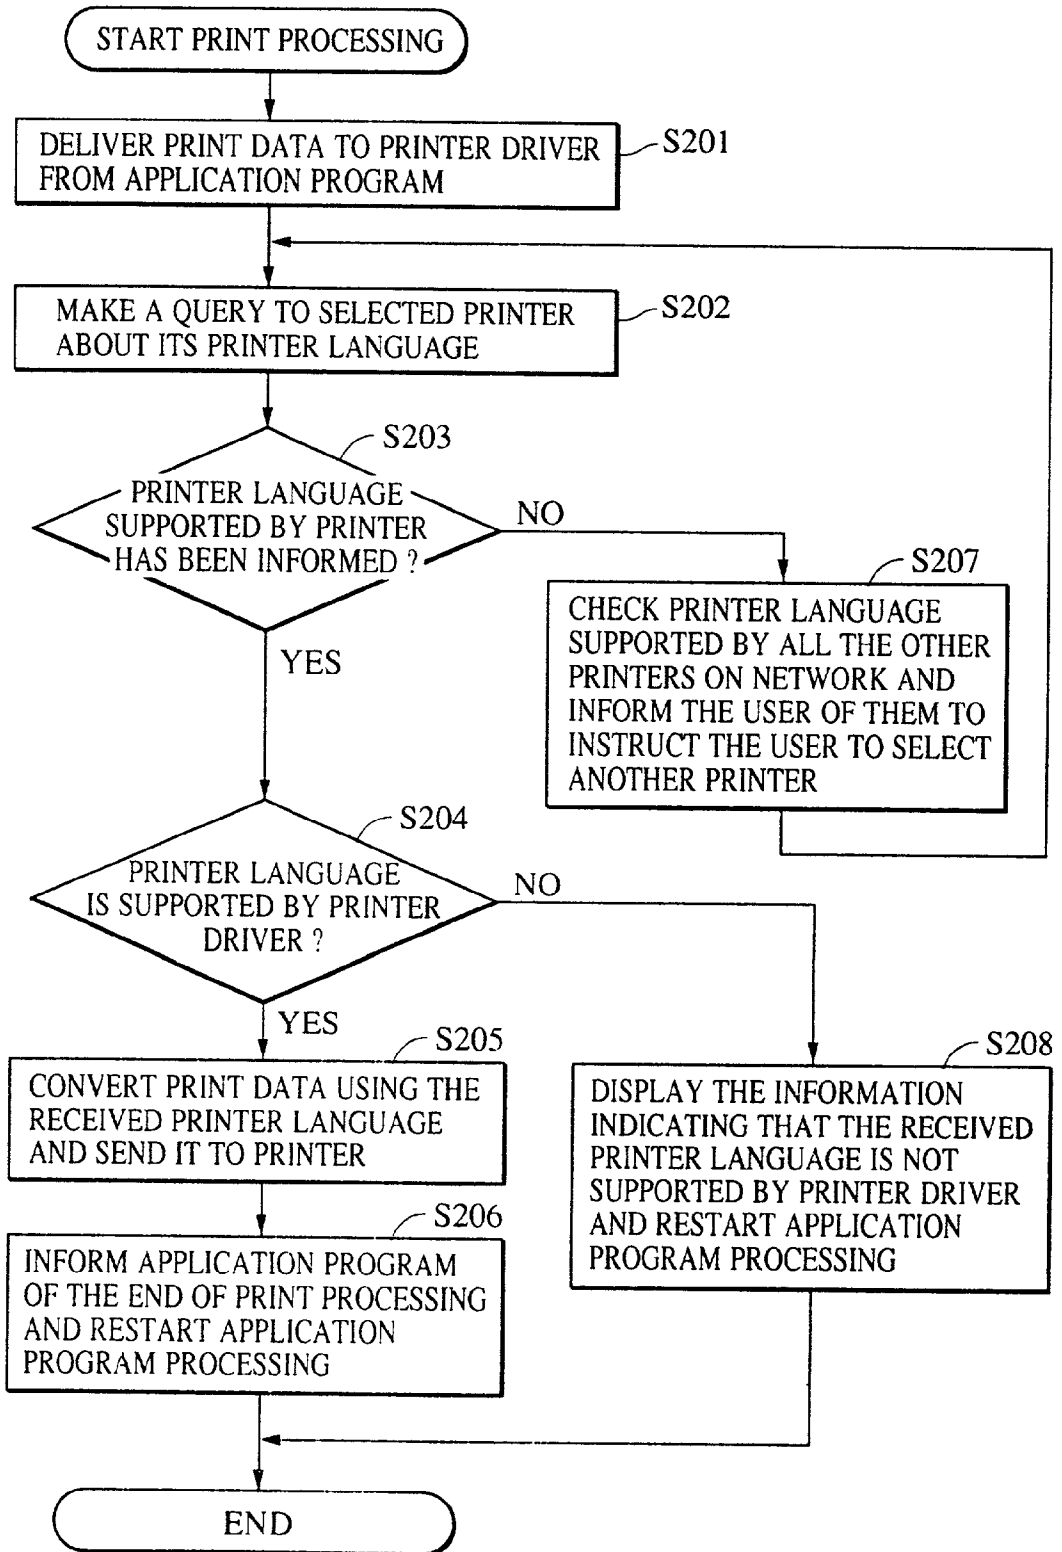 START PRINT PROCESSING
DELIVER PRINT DATA TO PRINTER DRIVER
FROM APPLICATION PROGRAM
S201
MAKE A QUERY TO SELECTED PRINTER
ABOUT ITS PRINTER LANGUAGE
S202
S203
PRINTER LANGUAGE
SUPPORTED BY PRINTER
HAS BEEN INFORMED ?
NO
YES
S207
CHECK PRINTER LANGUAGE
SUPPORTED BY ALL THE OTHER
PRINTERS ON NETWORK AND
INFORM THE USER OF THEM TO
INSTRUCT THE USER TO SELECT
ANOTHER PRINTER
S204
PRINTER LANGUAGE
IS SUPPORTED BY PRINTER
DRIVER ?
NO
YES
S205
CONVERT PRINT DATA USING THE
RECEIVED PRINTER LANGUAGE
AND SEND IT TO PRINTER
S208
DISPLAY THE INFORMATION
INDICATING THAT THE RECEIVED
PRINTER LANGUAGE IS NOT
SUPPORTED BY PRINTER DRIVER
AND RESTART APPLICATION
PROGRAM PROCESSING
S206
INFORM APPLICATION PROGRAM
OF THE END OF PRINT PROCESSING
AND RESTART APPLICATION
PROGRAM PROCESSING
END